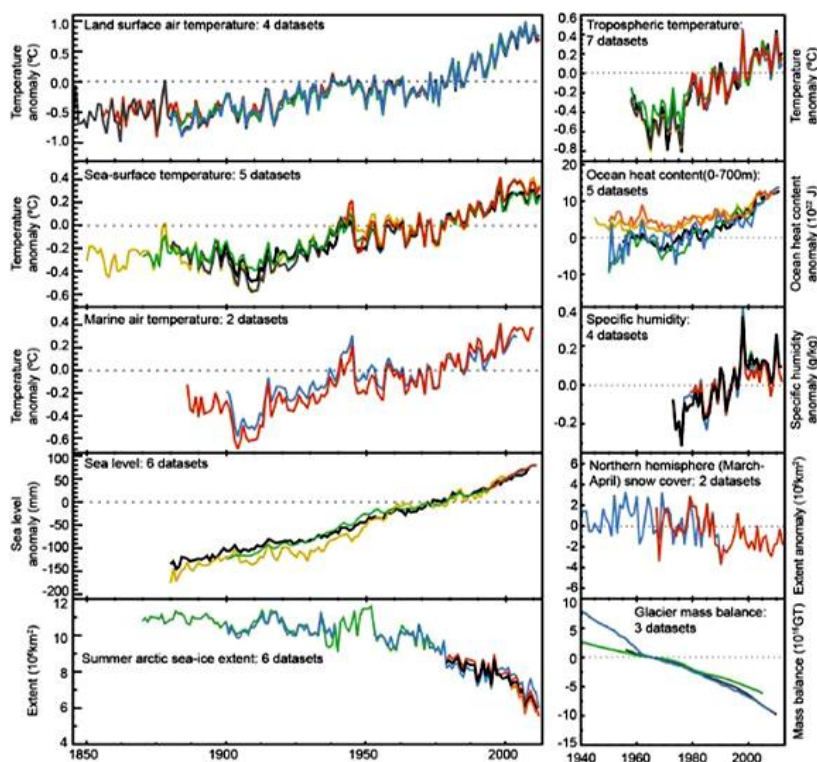 Land surface air temperature: 4 datasets
1.0
0.5
0.0
-0.5
-1.0
Temperature
anomaly (ºC)
Sea-surface temperature: 5 datasets
0.4
0.2
0.0
-0.2
-0.4
-0.6
Temperature
anomaly (ºC)
Marine air temperature: 2 datasets
0.4
0.2
0.0
-0.2
-0.4
-0.6
Temperature
anomaly (ºC)
Sea level: 6 datasets
100
50
0
-50
-100
-150
-200
Sea level
anomaly (mm)
Summer arctic sea-ice extent: 6 datasets
12
10
8
6
4
Extent (10⁶km²)
1850
1900
1950
2000
Tropospheric temperature:
7 datasets
0.6
0.4
0.2
0.0
-0.2
-0.4
-0.6
-0.8
Temperature
anomaly (ºC)
Ocean heat content(0-700m):
5 datasets
20
10
0
-10
Ocean heat content
anomaly (10²² J)
Specific humidity:
4 datasets
0.4
0.2
0.0
-0.2
Specific humidity
anomaly (g/kg)
Northern hemisphere (March-
April) snow cover: 2 datasets
6
4
2
0
-2
-4
-6
Extent anomaly (10⁶km²)
Glacier mass balance:
3 datasets
10
5
0
-5
-10
-15
Mass balance (10¹⁵GT)
1940
1960
1980
2000